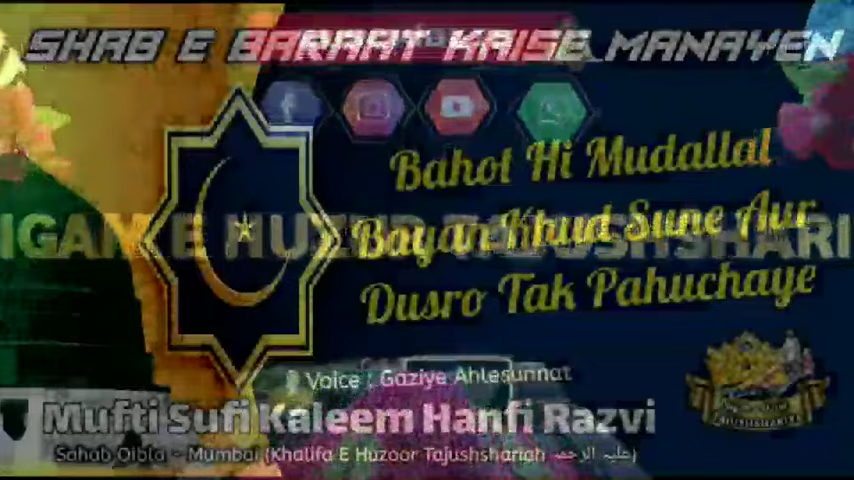 SHAB E BARAAT KAISE MANAYEN
Bahot Hi Mudallal
Bayan Khud Sune Aur
Dusro Tak Pahuchaye
Voice : Gaziye Ahlesunnat
Mufti Sufi Kaleem Hanfi Razvi
Sahab Qibla - Mumbai (Khalifa E Huzoor Tajushshariah